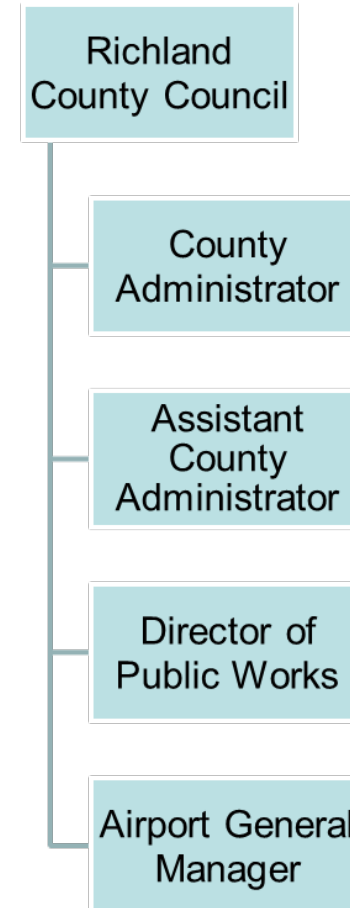 Richland
County Council
County
Administrator
Assistant
County
Administrator
Director of
Public Works
Airport General
Manager